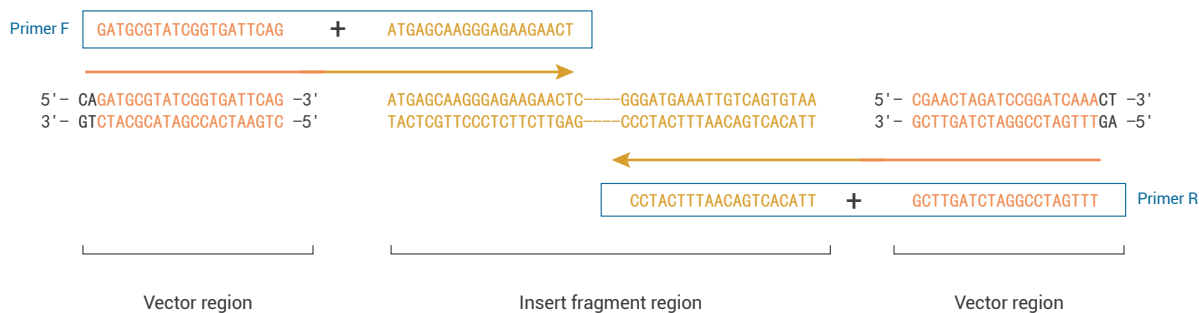 Primer F GATGCGTATCGGTGATTCAG + ATGAGCAAGGGAGAAGAACT
5'– CAGATGCGTATCGGTGATTCAG –3' ATGAGCAAGGGAGAAGAACTC----GGGATGAAATTGTCAGTGTAA 5'– CGAACTAGATCCGGATCAAACT –3'
3'– GTCTACGCATAGCCACTAAGTC –5' TACTCGTTCCCTCTTCTTGAG----CCCTACTTTAACAGTCACATT 3'– GCTTGATCTAGGCCTAGTTTGA –5'
CCTACTTTAACAGTCACATT + GCTTGATCTAGGCCTAGTTT Primer R
Vector region Insert fragment region Vector region